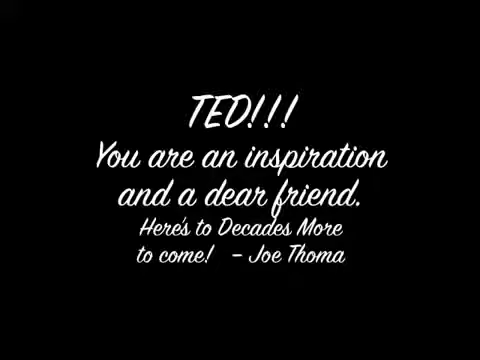 TED!!!
You are an inspiration
and a dear friend.
Here's to Decades More
to come! - Joe Thoma